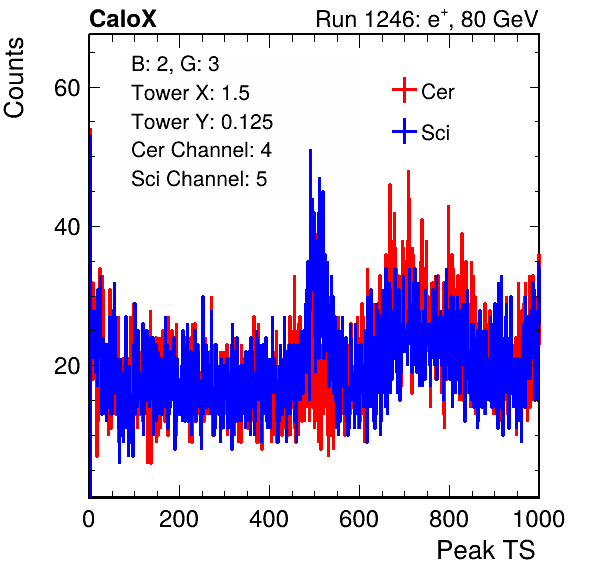 CaloX Run 1246: e⁺, 80 GeV
Counts
B: 2, G: 3
Tower X: 1.5
Tower Y: 0.125
Cer Channel: 4
Sci Channel: 5
Cer
Sci
60
40
20
0 200 400 600 800 1000
Peak TS